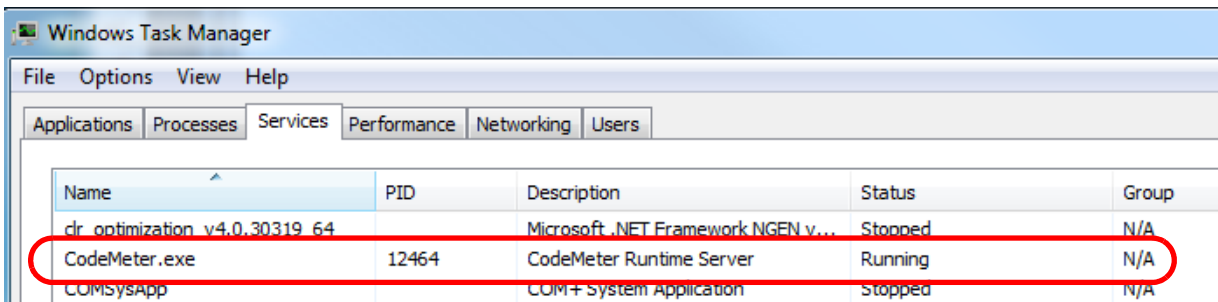 Windows Task Manager
File Options View Help
Applications Processes Services Performance Networking Users
Name PID Description Status Group
clr_optimization_v4.0.30319_64 Microsoft .NET Framework NGEN v... Stopped N/A
CodeMeter.exe 12464 CodeMeter Runtime Server Running N/A
COMSysApp COM+ System Application Stopped N/A